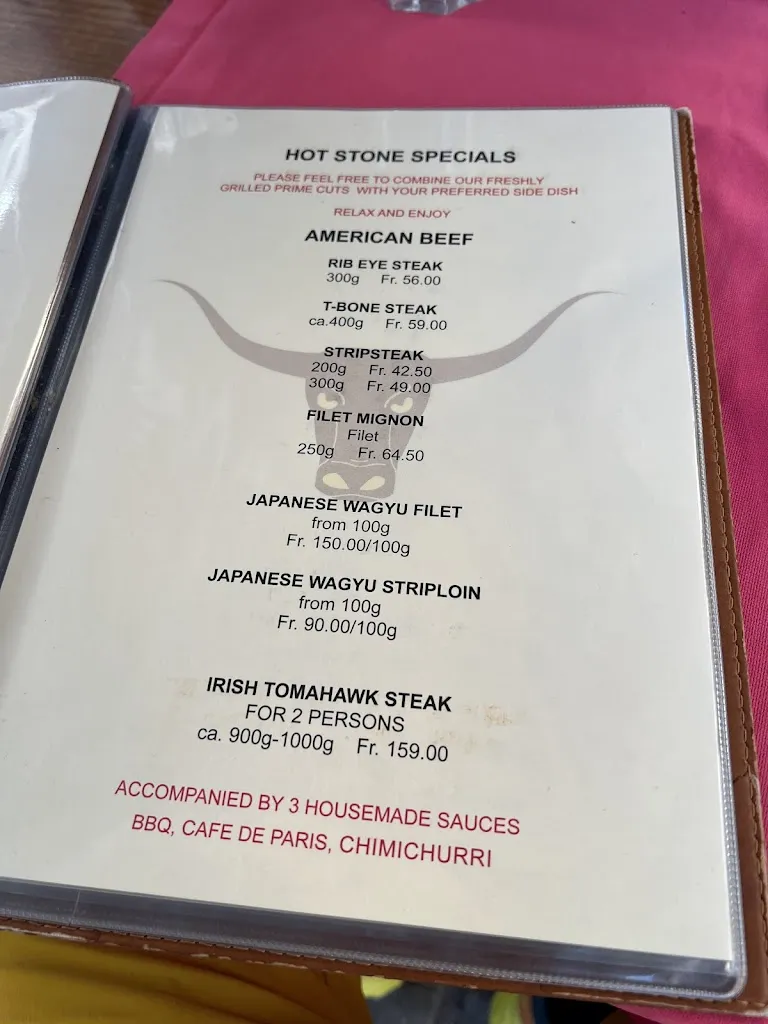 HOT STONE SPECIALS
PLEASE FEEL FREE TO COMBINE OUR FRESHLY
GRILLED PRIME CUTS WITH YOUR PREFERRED SIDE DISH
RELAX AND ENJOY
AMERICAN BEEF
RIB EYE STEAK
300g Fr. 56.00
T-BONE STEAK
ca.400g Fr. 59.00
STRIPSTEAK
200g Fr. 42.50
300g Fr. 49.00
FILET MIGNON
Filet
250g Fr. 64.50
JAPANESE WAGYU FILET
from 100g
Fr. 150.00/100g
JAPANESE WAGYU STRIPLOIN
from 100g
Fr. 90.00/100g
IRISH TOMAHAWK STEAK
FOR 2 PERSONS
ca. 900g-1000g Fr. 159.00
ACCOMPANIED BY 3 HOUSEMADE SAUCES
BBQ, CAFE DE PARIS, CHIMICHURRI